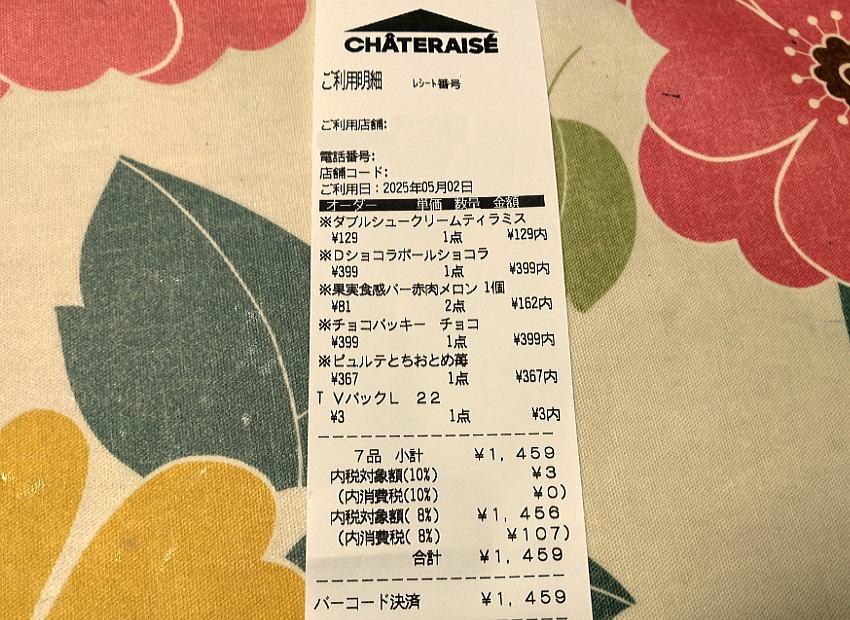 CHÂTERAISÉ
ご利用明細 レシート番号
ご利用店舗:
電話番号:
店舗コード:
ご利用日:2025年05月02日
オーダー 単価 数量 金額
※ダブルシュークリームティラミス
¥129 1点 ¥129内
※Dショコラボールショコラ
¥399 1点 ¥399内
※果実食感バー赤肉メロン 1個
¥81 2点 ¥162内
※チョコバッキー チョコ
¥399 1点 ¥399内
※ピュルテとちおとめ苺
¥367 1点 ¥367内
TVバックL 22
¥3 1点 ¥3内
7品 小計 ¥1,459
内税対象額(10%) ¥3
(内消費税(10%) ¥0)
内税対象額( 8%) ¥1,456
(内消費税( 8%) ¥107)
合計 ¥1,459
バーコード決済 ¥1,459